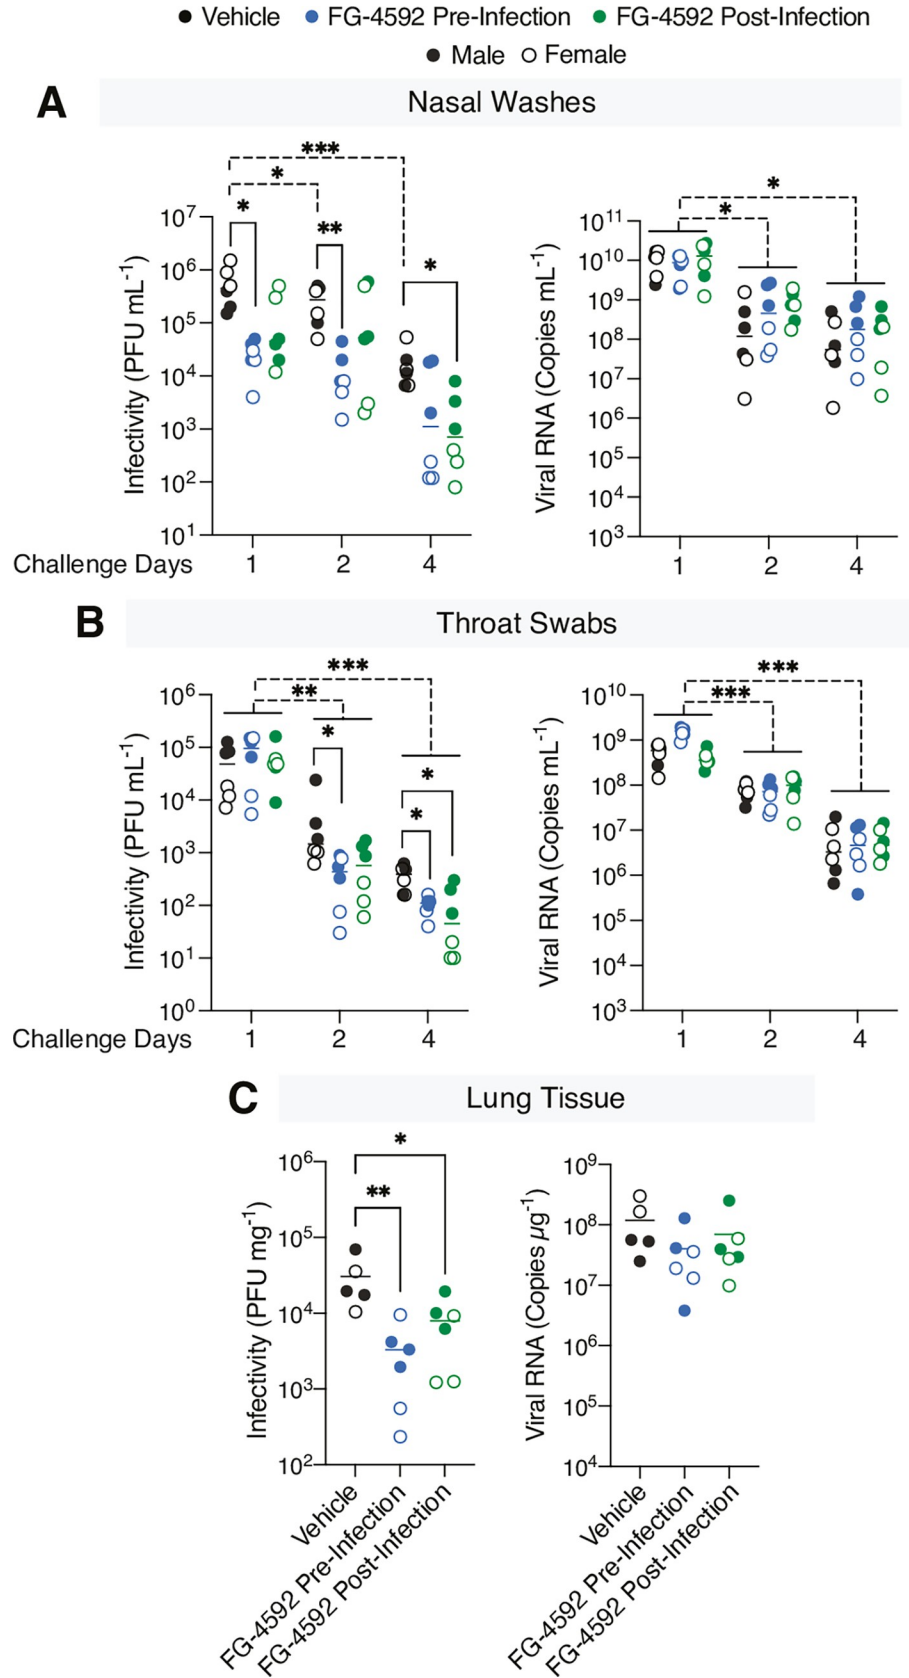 Vehicle FG-4592 Pre-Infection FG-4592 Post-Infection
Male Female
A Nasal Washes
***
*
*
**
*
Infectivity (PFU mL⁻¹)
10⁷
10⁶
10⁵
10⁴
10³
10²
10¹
Challenge Days 1 2 4
*
*
Viral RNA (Copies mL⁻¹)
10¹¹
10¹⁰
10⁹
10⁸
10⁷
10⁶
10⁵
10⁴
10³
1 2 4
B Throat Swabs
***
**
*
*
*
Infectivity (PFU mL⁻¹)
10⁶
10⁵
10⁴
10³
10²
10¹
10⁰
Challenge Days 1 2 4
***
***
Viral RNA (Copies mL⁻¹)
10¹⁰
10⁹
10⁸
10⁷
10⁶
10⁵
10⁴
10³
1 2 4
C Lung Tissue
*
**
Infectivity (PFU mg⁻¹)
10⁶
10⁵
10⁴
10³
10²
Vehicle
FG-4592 Pre-Infection
FG-4592 Post-Infection
Viral RNA (Copies µg⁻¹)
10⁹
10⁸
10⁷
10⁶
10⁵
10⁴
Vehicle
FG-4592 Pre-Infection
FG-4592 Post-Infection